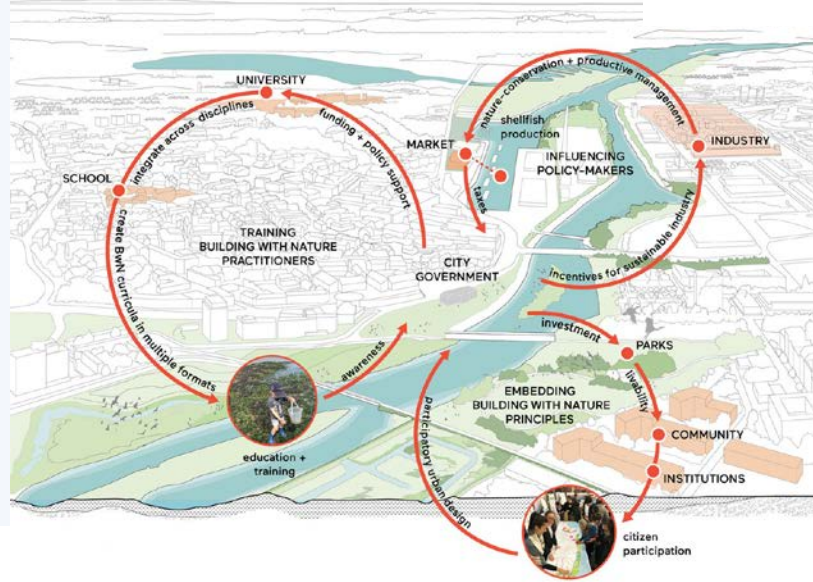 UNIVERSITY
integrate across disciplines
funding + policy support
SCHOOL
create BwN curricula in multiple formats
TRAINING
BUILDING WITH NATURE
PRACTITIONERS
education +
training
awareness
CITY
GOVERNMENT
nature-conservation + productive management
shellfish
production
MARKET
taxes
INFLUENCING
POLICY-MAKERS
INDUSTRY
incentives for sustainable industry
investment
PARKS
livability
EMBEDDING
BUILDING WITH NATURE
PRINCIPLES
COMMUNITY
INSTITUTIONS
participatory urban design
citizen
participation